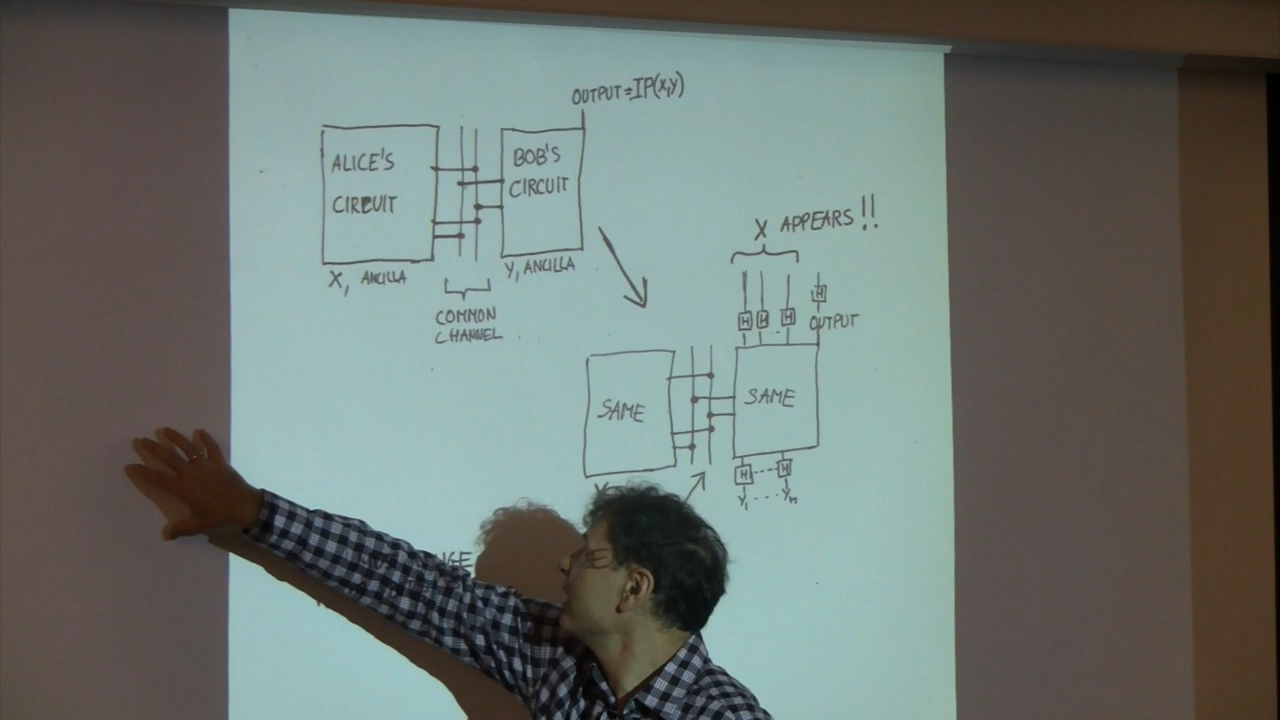 OUTPUT=IP(X,Y)
ALICE'S
CIRCUIT
BOB'S
CIRCUIT
X, ANCILLA
Y, ANCILLA
COMMON
CHANNEL
X APPEARS!!
H H H H
OUTPUT
SAME
SAME
H ---- H
Y1 .... Yn